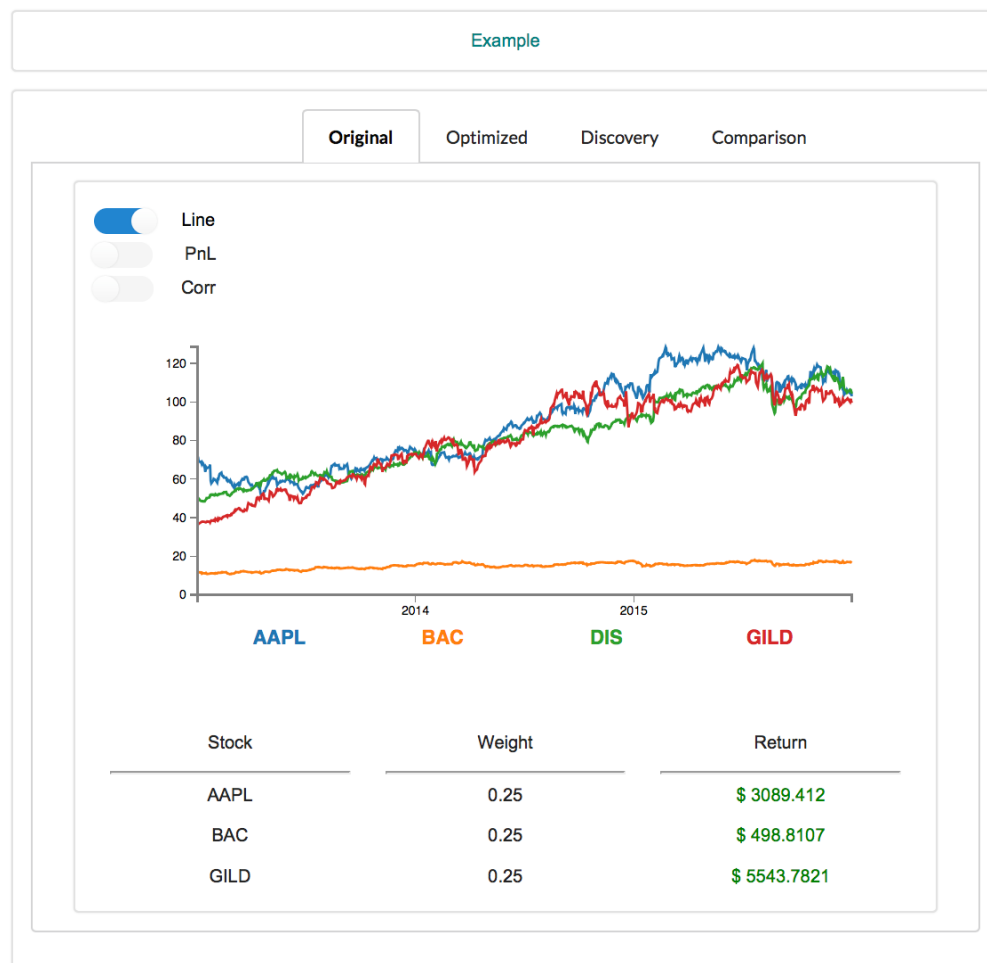 Example
Original Optimized Discovery Comparison
Line
PnL
Corr
120
100
80
60
40
20
0
2014 2015
AAPL BAC DIS GILD
Stock Weight Return
AAPL 0.25 $ 3089.412
BAC 0.25 $ 498.8107
GILD 0.25 $ 5543.7821